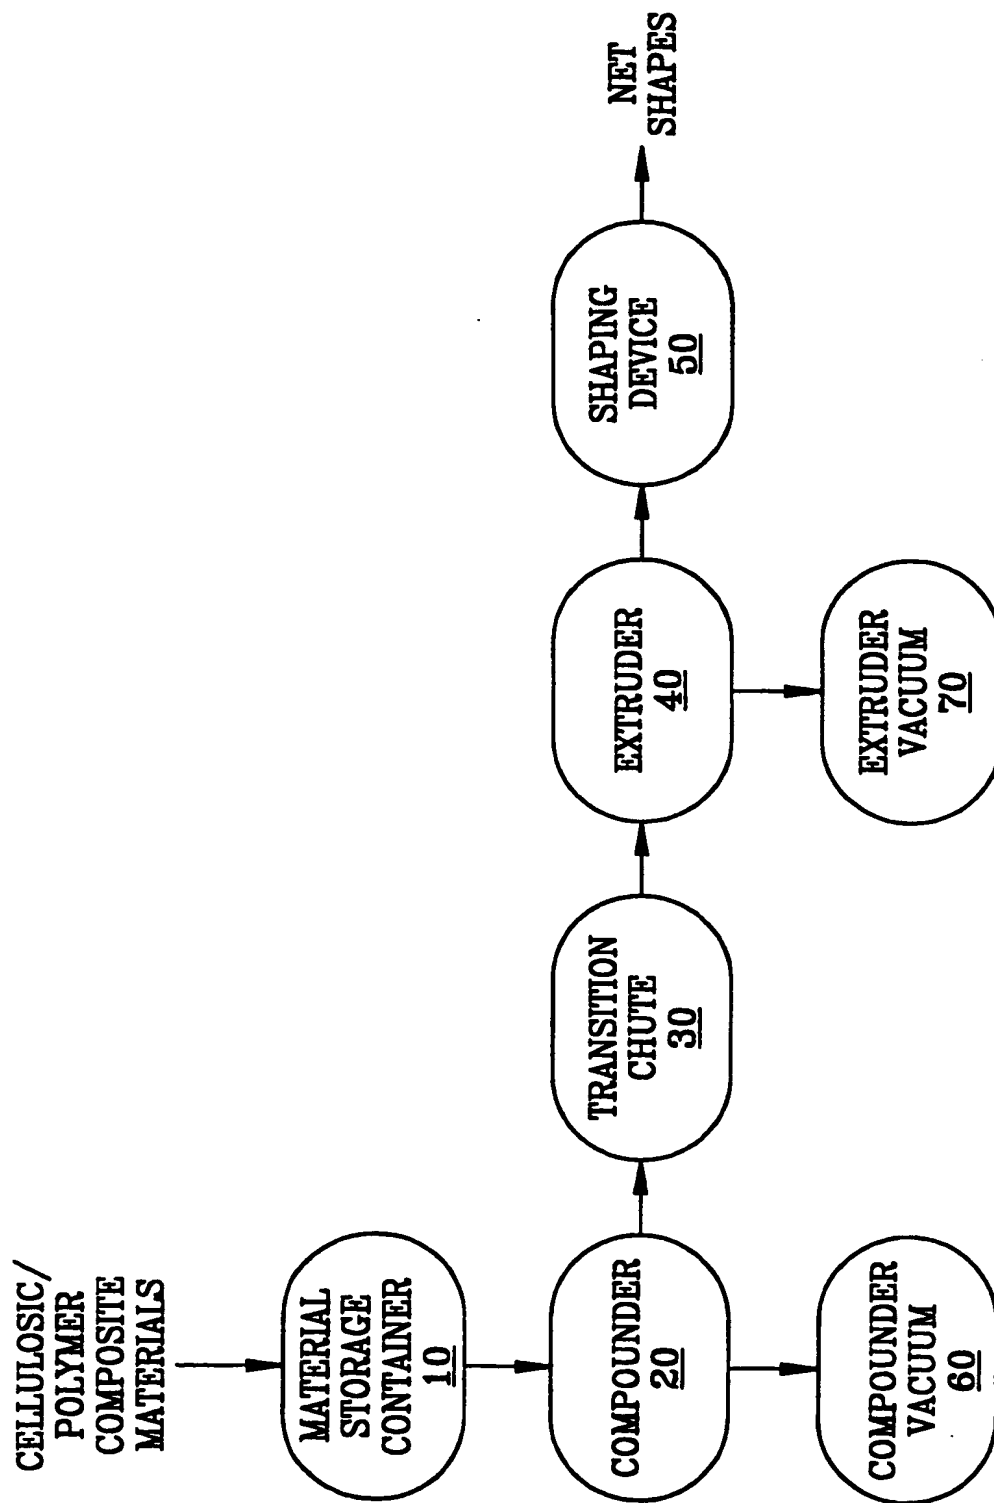 CELLULOSIC/
POLYMER
COMPOSITE
MATERIALS
MATERIAL
STORAGE
CONTAINER
10
COMPOUNDER
20
COMPOUNDER
VACUUM
60
TRANSITION
CHUTE
30
EXTRUDER
40
EXTRUDER
VACUUM
70
SHAPING
DEVICE
50
NET
SHAPES